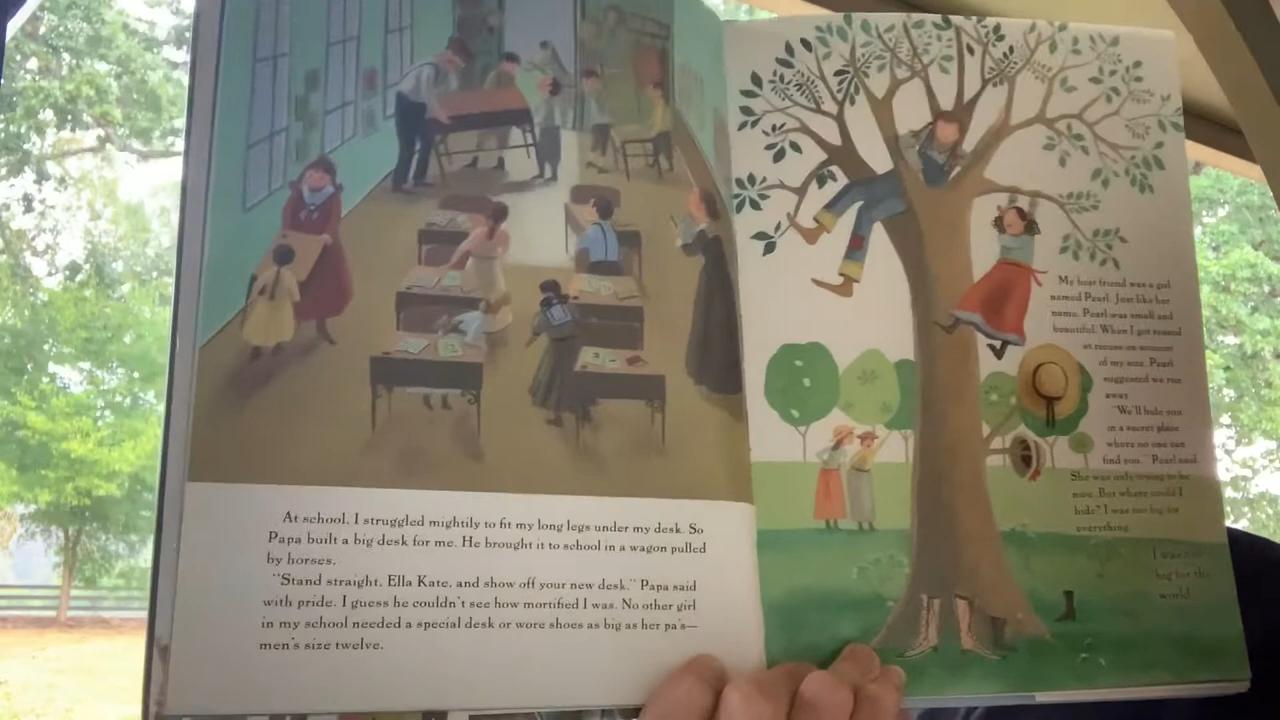 At school, I struggled mightily to fit my long legs under my desk. So
Papa built a big desk for me. He brought it to school in a wagon pulled
by horses.
"Stand straight, Ella Kate, and show off your new desk," Papa said
with pride. I guess he couldn't see how mortified I was. No other girl
in my school needed a special desk or wore shoes as big as her pa's—
men's size twelve.
My best friend was a girl
named Pearl. Just like her
name, Pearl was small and
beautiful. When I got teased
at recess on account
of my size, Pearl
suggested we run
away.
"We'll hide you
in a secret place
where no one can
find you," Pearl said.
She was only trying to be
nice. But where could I
hide? I was too big for
everything.
I was too
big for the
world.